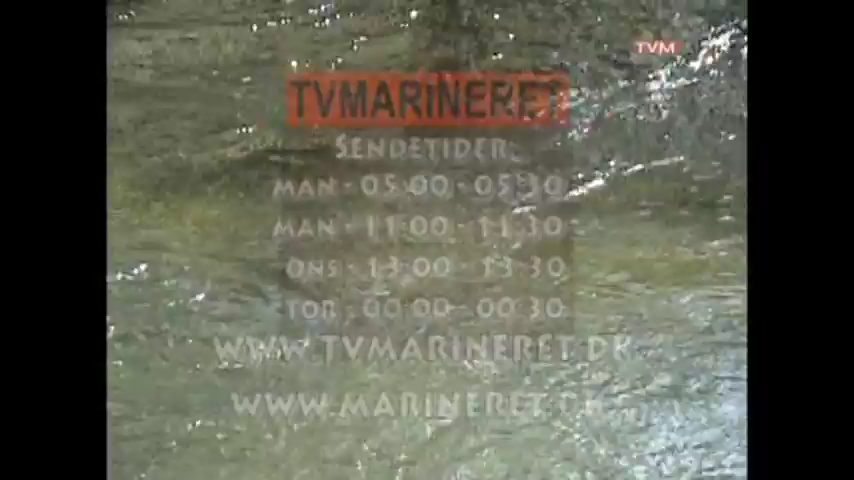 TVM
TVMARINERET
SENDETIDER:
MAN - 05:00 - 05:30
MAN - 11:00 - 11:30
ONS - 13:00 - 13:30
TOR - 00:00 - 00:30
WWW.TVMARINERET.DK
WWW.MARINERET.DK